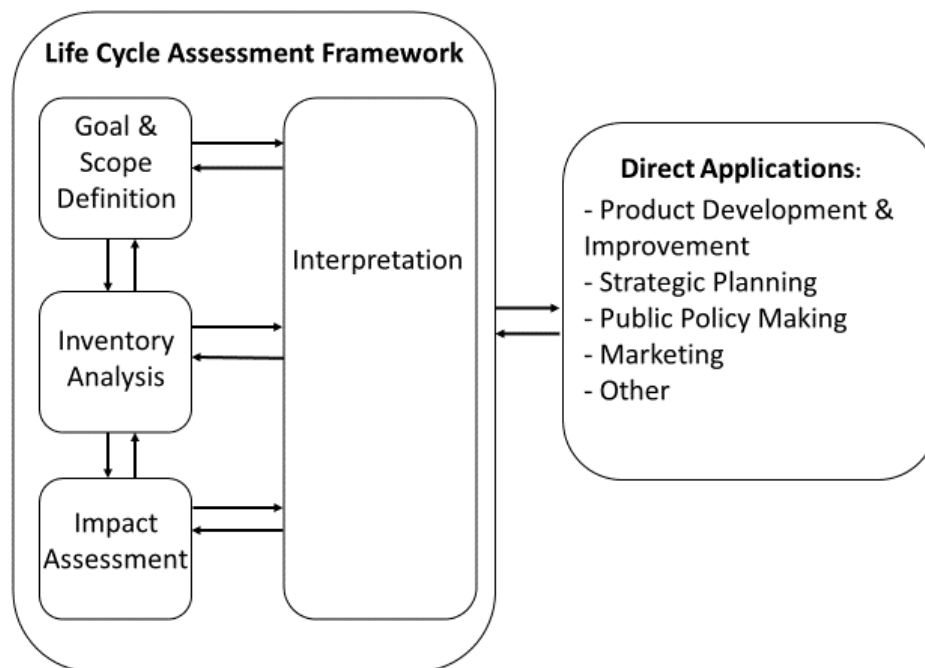 Life Cycle Assessment Framework
Goal &
Scope
Definition
Inventory
Analysis
Impact
Assessment
Interpretation
Direct Applications:
- Product Development &
Improvement
- Strategic Planning
- Public Policy Making
- Marketing
- Other